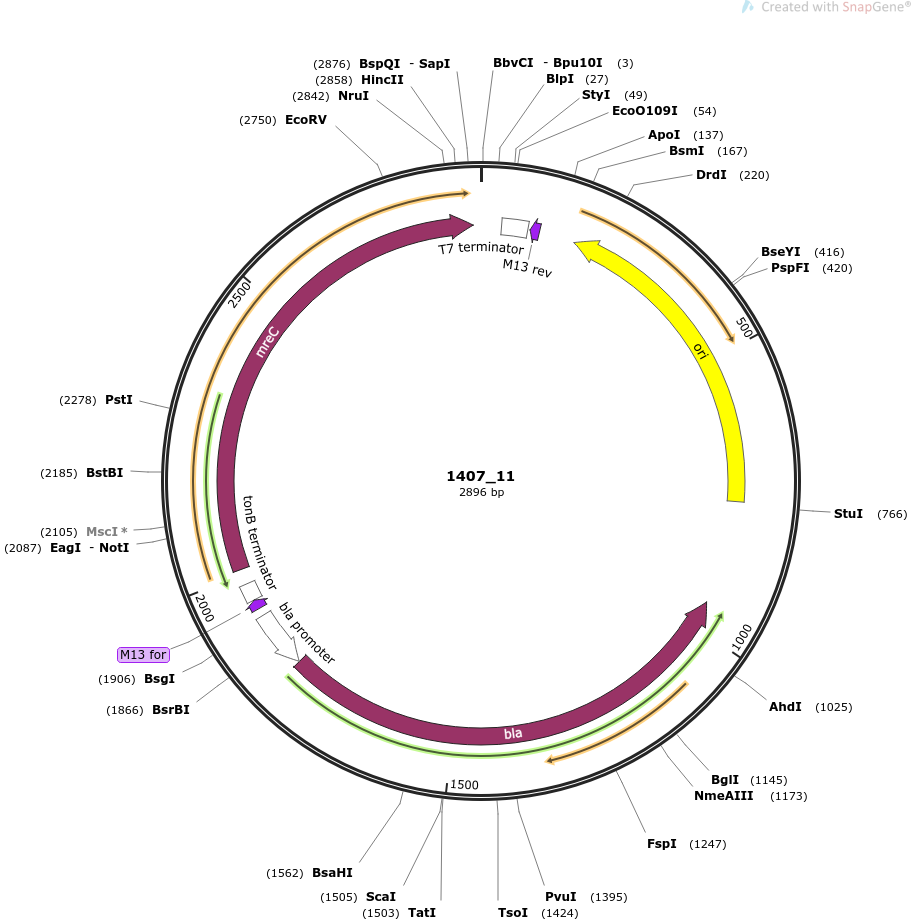 Created with SnapGene®
(2876) BspQI - SapI
(2858) HincII
(2842) NruI
(2750) EcoRV
BbvCI - Bpu10I (3)
BlpI (27)
StyI (49)
EcoO109I (54)
ApoI (137)
BsmI (167)
DrdI (220)
BseYI (416)
PspFI (420)
T7 terminator
M13 rev
2500
500
mreC
ori
(2278) PstI
(2185) BstBI
(2105) MscI *
(2087) EagI - NotI
1407_11
2896 bp
StuI (766)
tonB terminator
2000
bla promoter
1000
M13 for
(1906) BsgI
(1866) BsrBI
AhdI (1025)
bla
BglI (1145)
NmeAIII (1173)
1500
FspI (1247)
(1562) BsaHI
(1505) ScaI
(1503) TatI
PvuI (1395)
TsoI (1424)